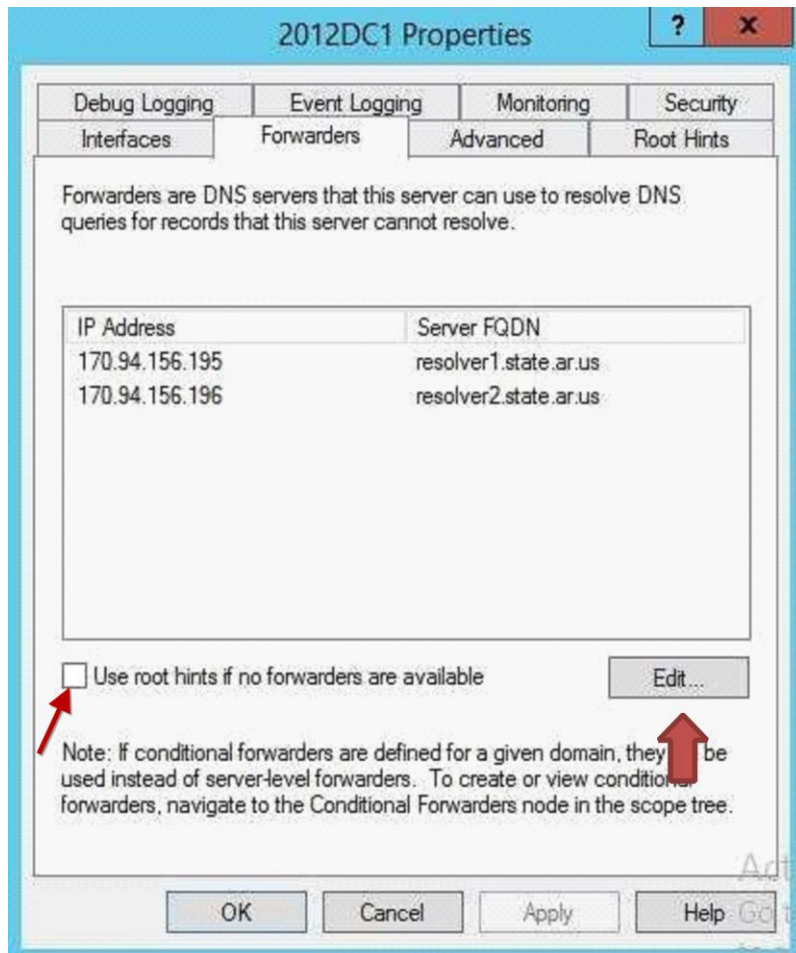 2012DC1 Properties
?
x
Debug Logging
Event Logging
Monitoring
Security
Interfaces
Forwarders
Advanced
Root Hints
Forwarders are DNS servers that this server can use to resolve DNS
queries for records that this server cannot resolve.
IP Address
Server FQDN
170.94.156.195
resolver1.state.ar.us
170.94.156.196
resolver2.state.ar.us
Use root hints if no forwarders are available
Edit...
Note: If conditional forwarders are defined for a given domain, they be
used instead of server-level forwarders. To create or view conditional
forwarders, navigate to the Conditional Forwarders node in the scope tree.
OK
Cancel
Apply
Help